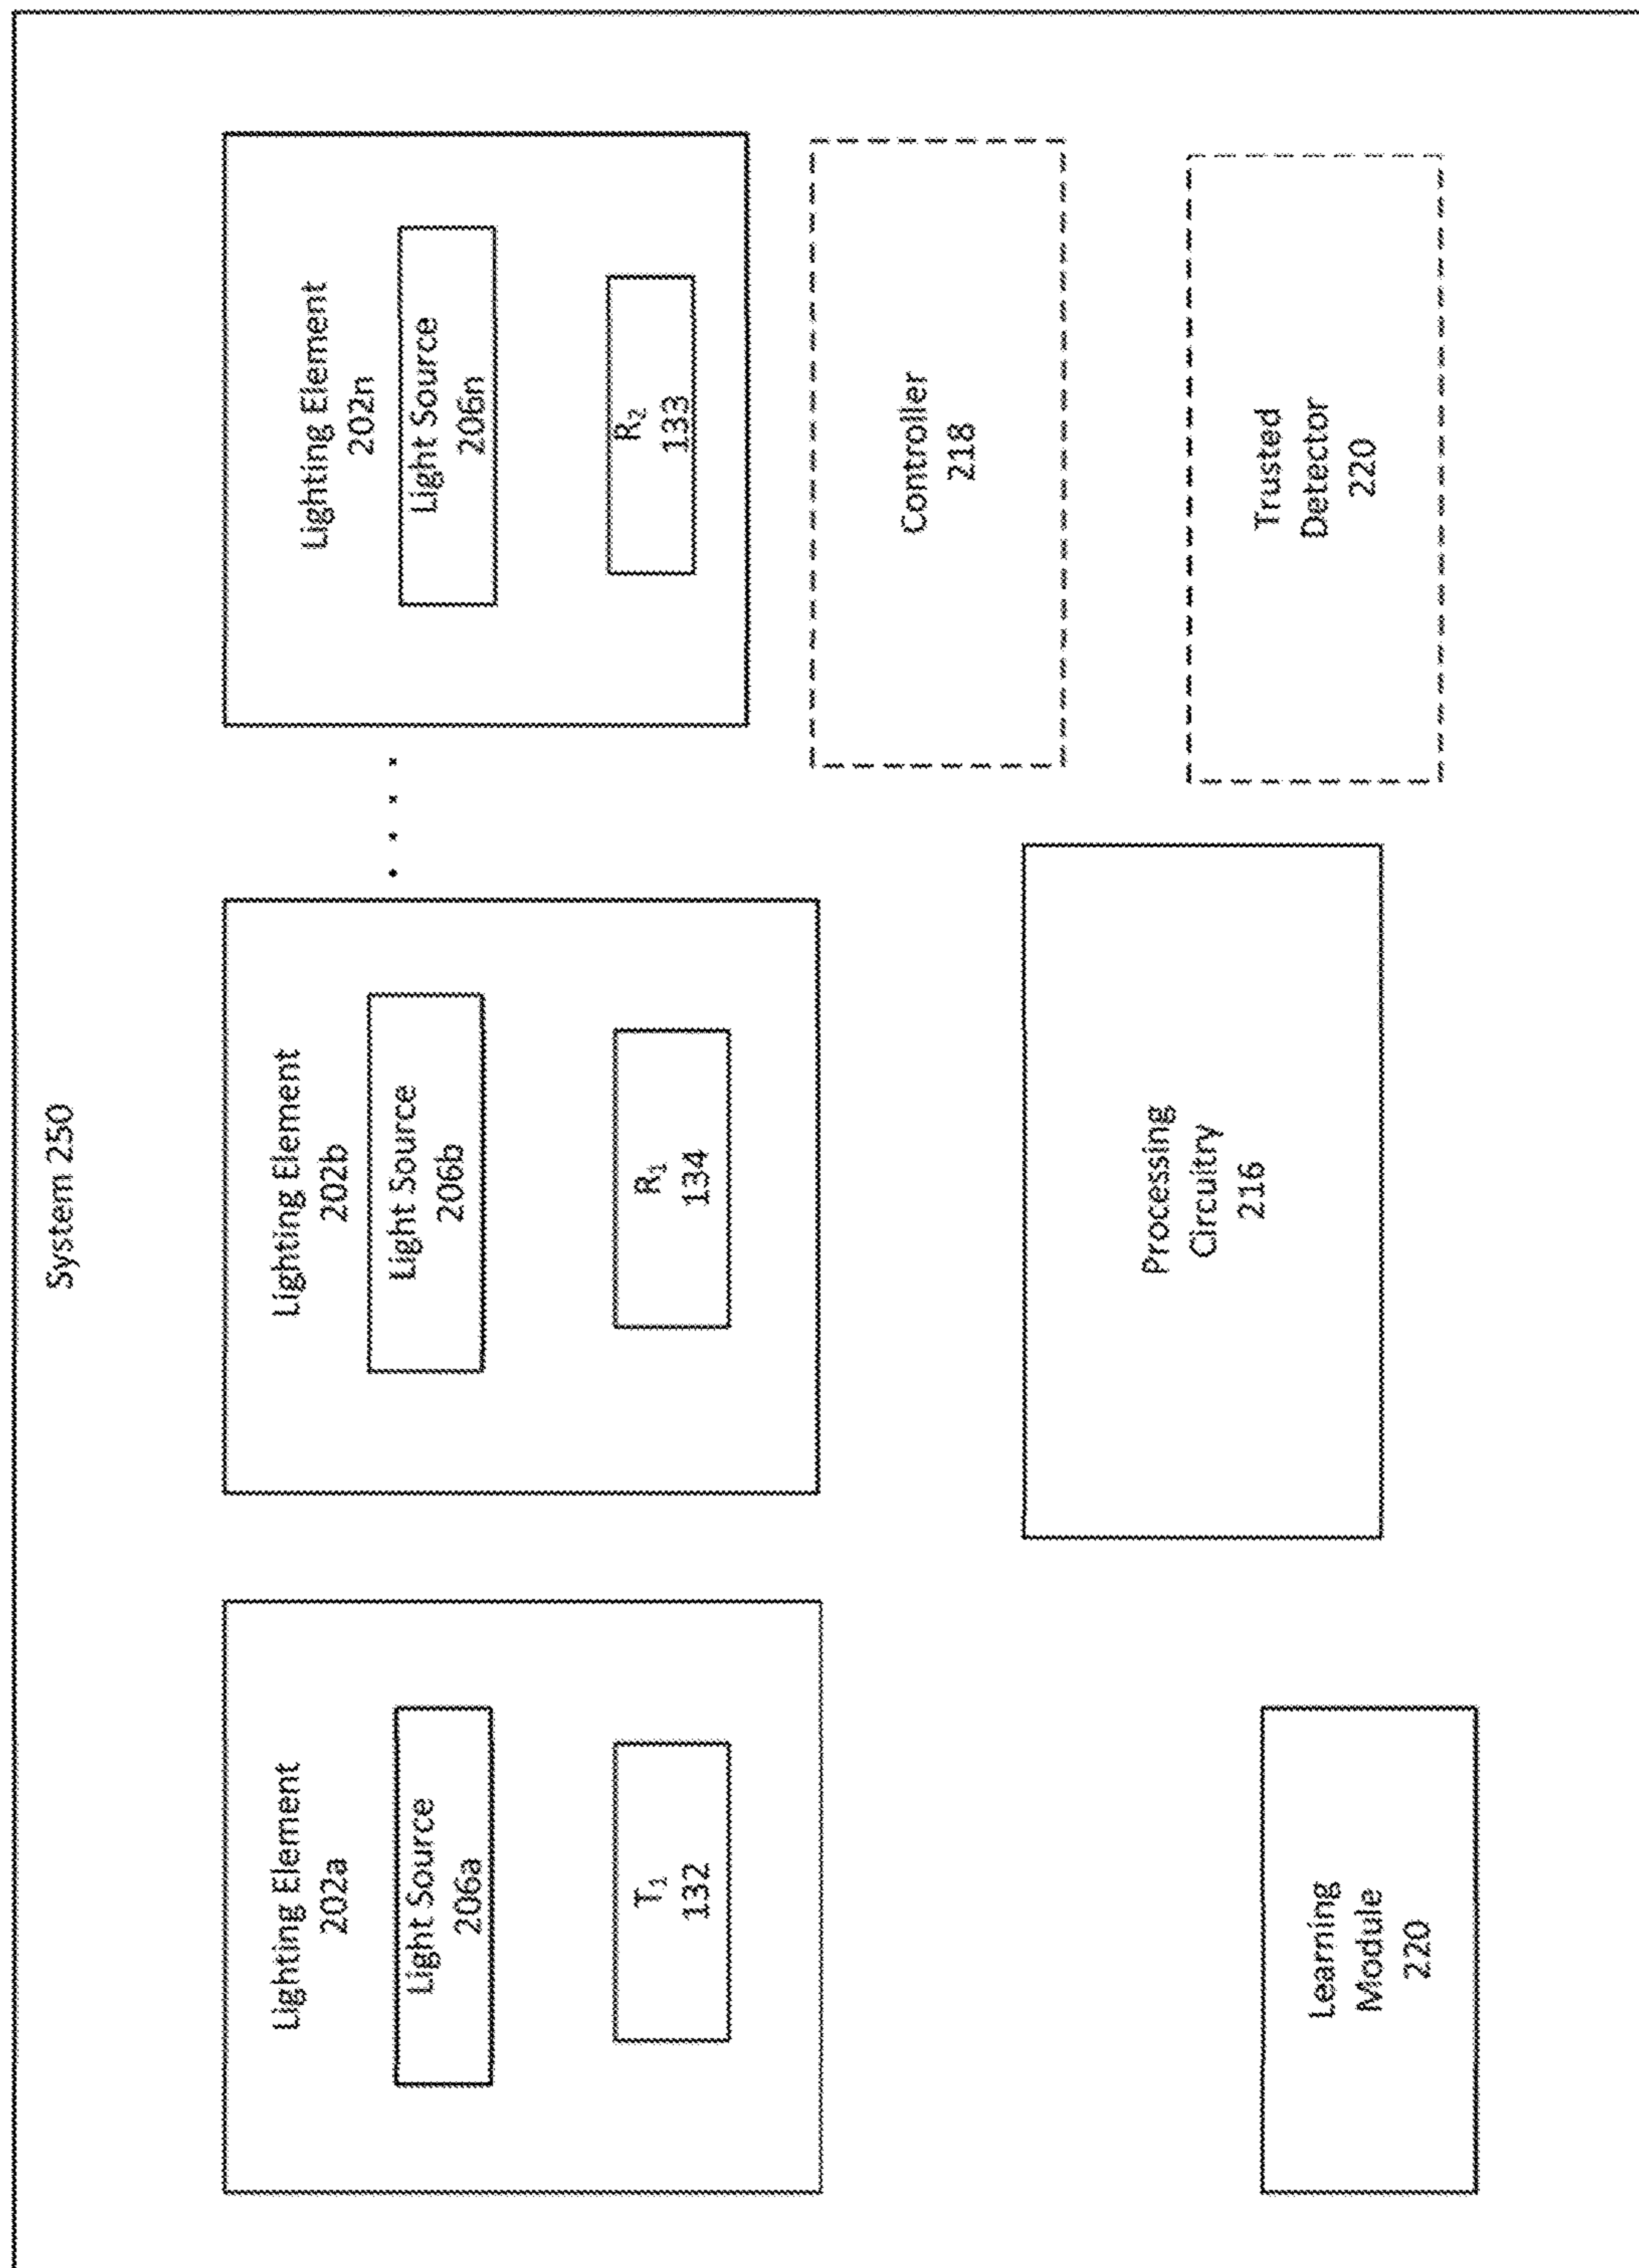 System 250
Lighting Element
202a
Light Source
206a
T₁
132
Lighting Element
202b
Light Source
206b
R₁
134
Lighting Element
202n
Light Source
206n
R₂
133
Controller
218
Processing
Circuitry
216
Trusted
Detector
220
Learning
Module
220